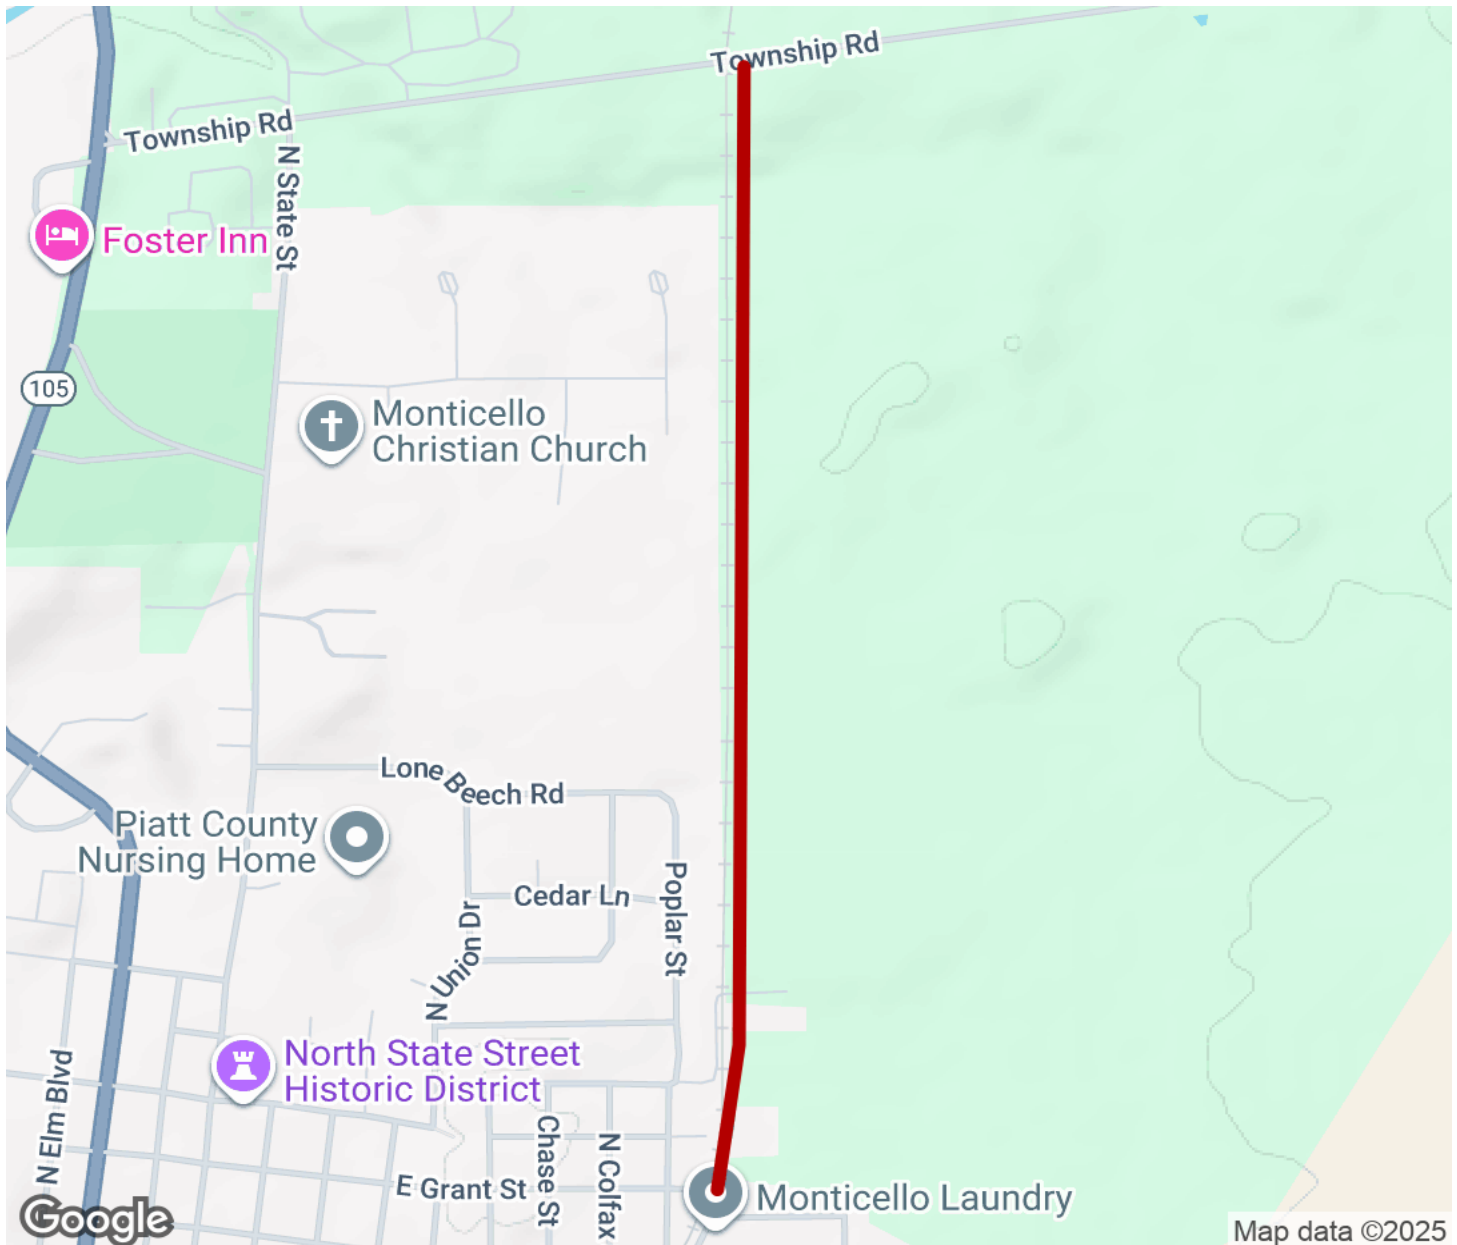 Township Rd
Township Rd
N State St
Foster Inn
105
Monticello
Christian Church
Lone Beech Rd
Piatt County
Nursing Home
Poplar St
Cedar Ln
N Union Dr
North State Street
Historic District
N Elm Blvd
Chase St
N Colfax
E Grant St
Monticello Laundry
Google
Map data ©2025